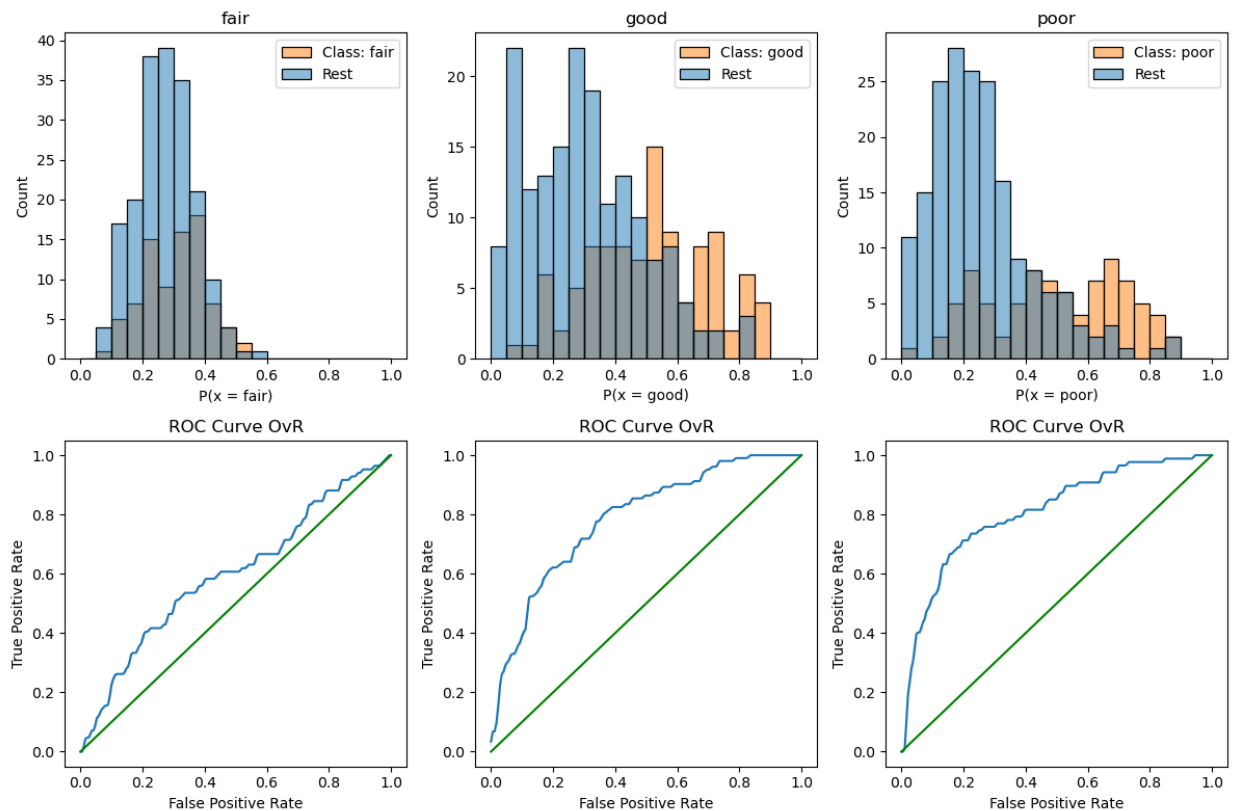 fair
40
35
30
25
20
15
10
5
0
Count
Class: fair
Rest
0.0 0.2 0.4 0.6 0.8 1.0
P(x = fair)
good
20
15
10
5
0
Count
Class: good
Rest
0.0 0.2 0.4 0.6 0.8 1.0
P(x = good)
poor
25
20
15
10
5
0
Count
Class: poor
Rest
0.0 0.2 0.4 0.6 0.8 1.0
P(x = poor)
ROC Curve OvR
1.0
0.8
0.6
0.4
0.2
0.0
True Positive Rate
0.0 0.2 0.4 0.6 0.8 1.0
False Positive Rate
ROC Curve OvR
1.0
0.8
0.6
0.4
0.2
0.0
True Positive Rate
0.0 0.2 0.4 0.6 0.8 1.0
False Positive Rate
ROC Curve OvR
1.0
0.8
0.6
0.4
0.2
0.0
True Positive Rate
0.0 0.2 0.4 0.6 0.8 1.0
False Positive Rate